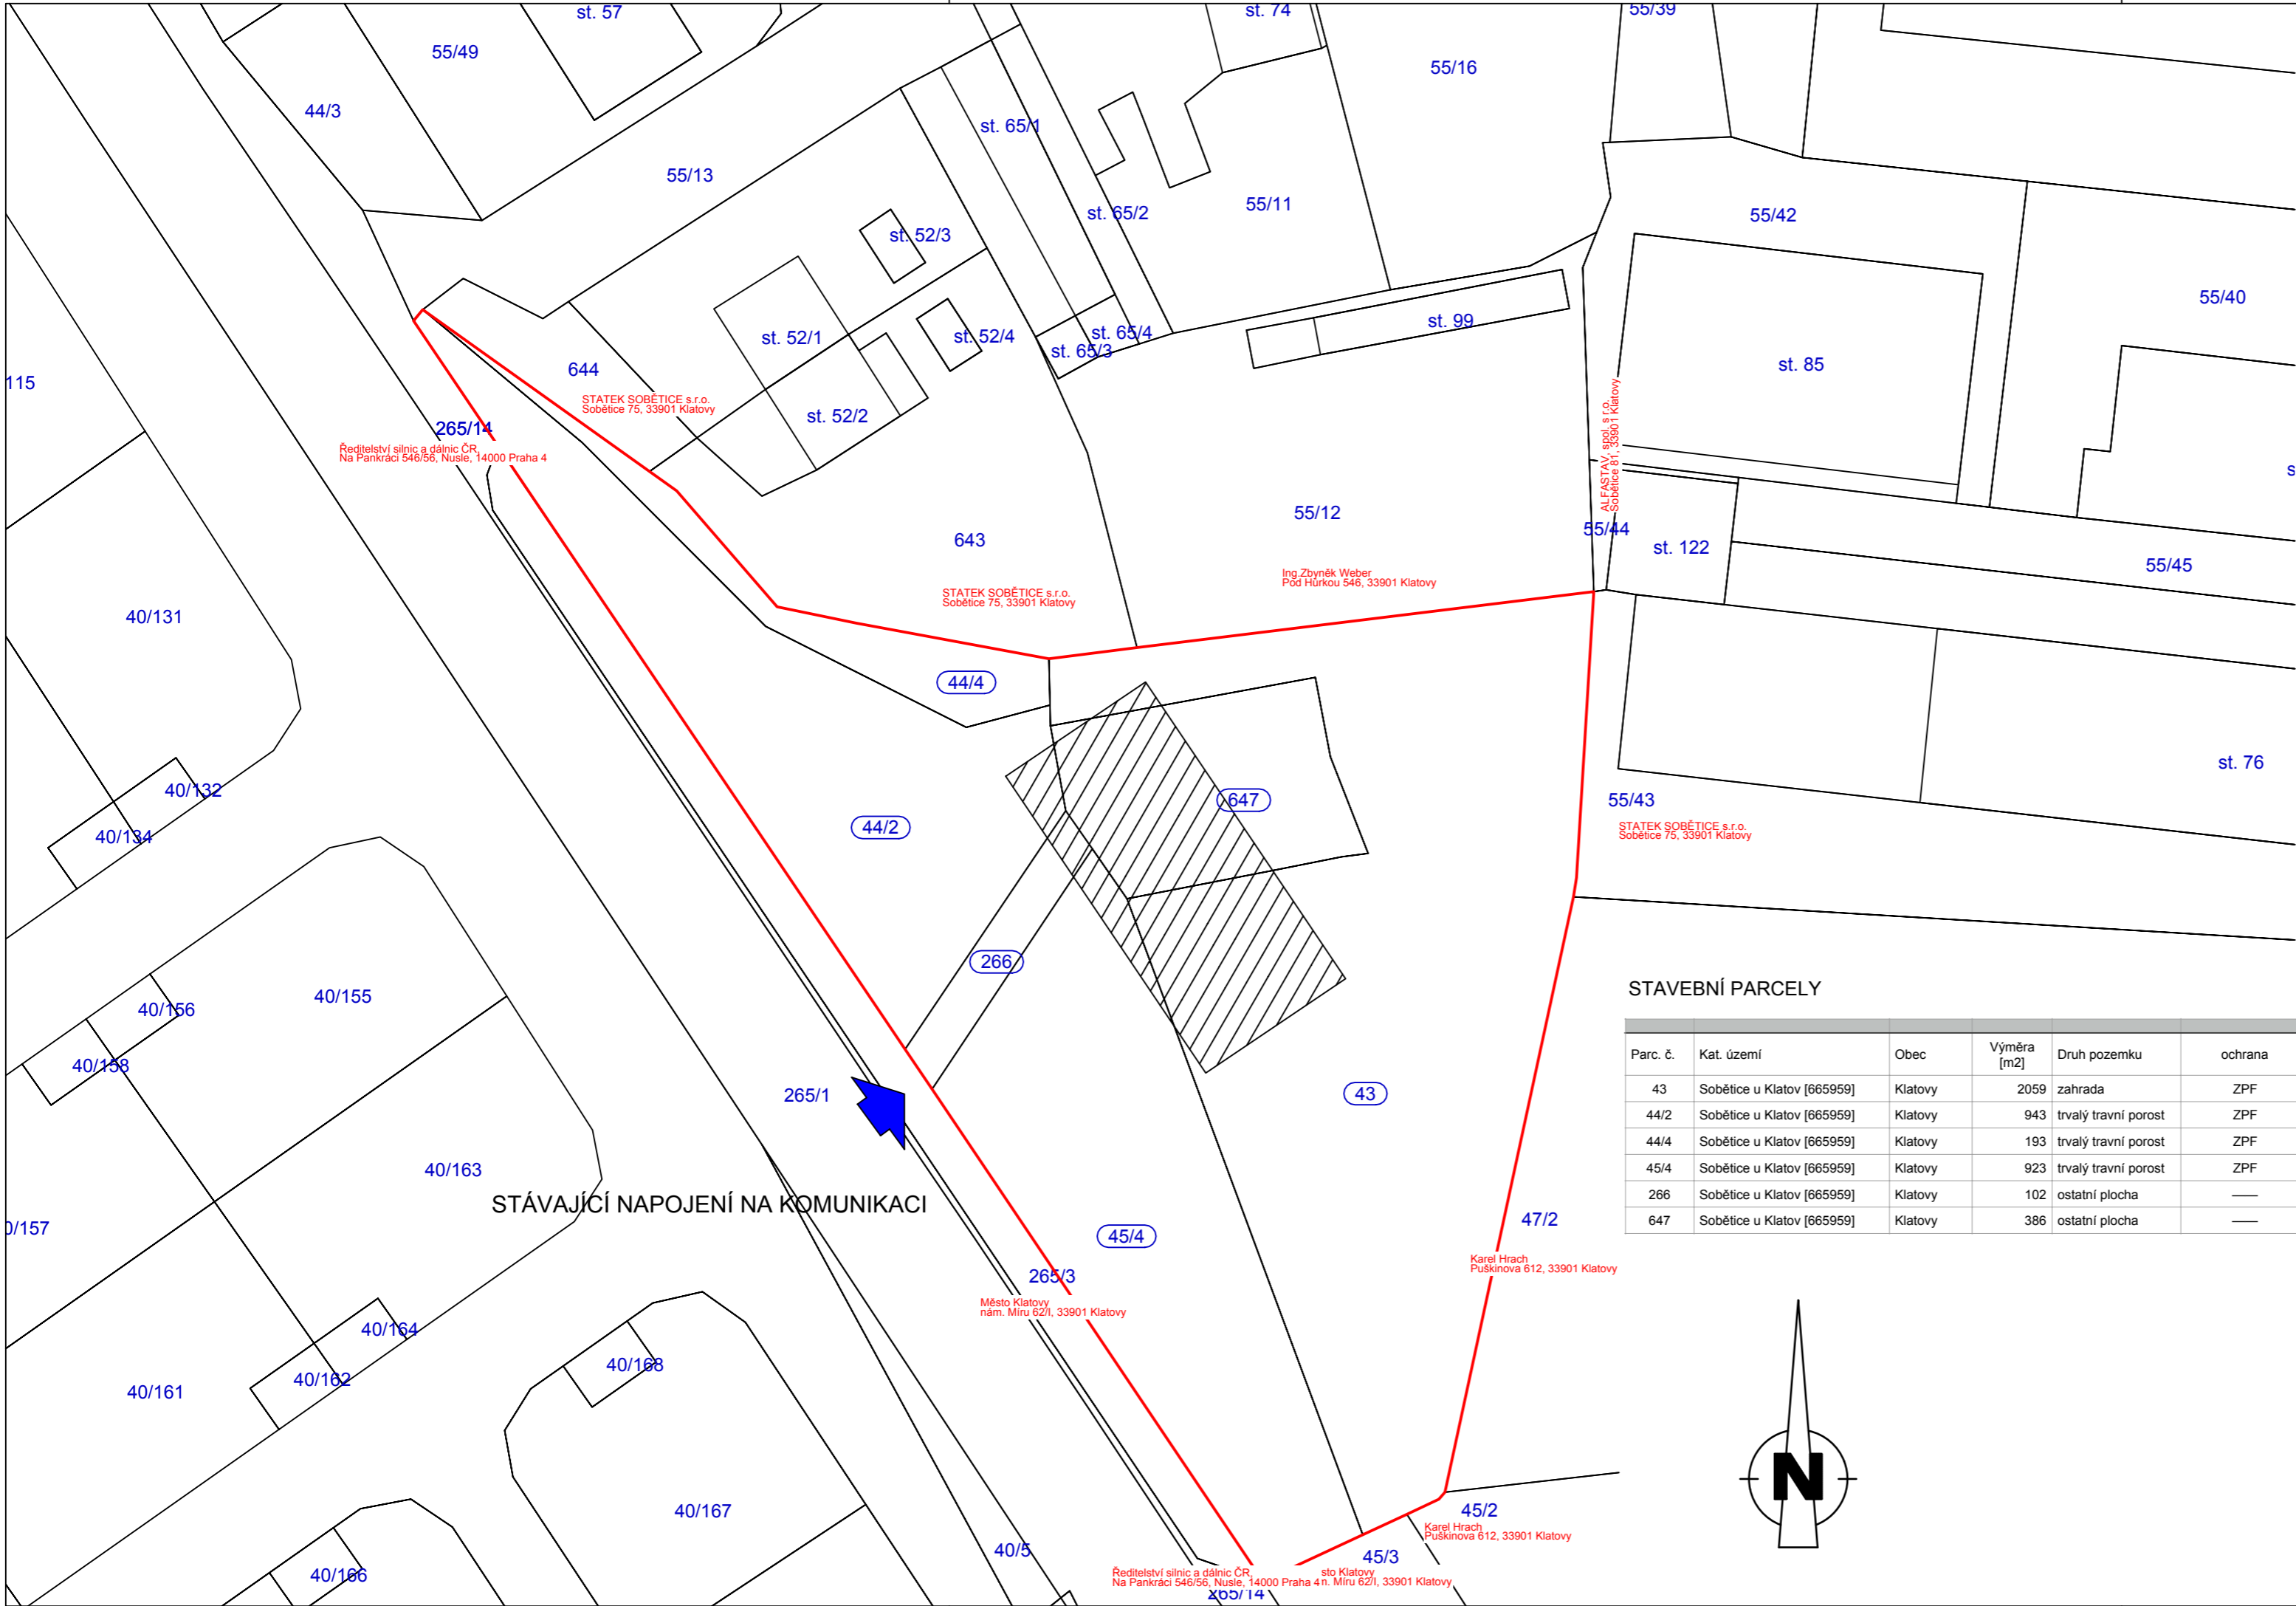 st. 57
st. 74
55/39
55/49
55/16
44/3
st. 65/1
55/13
st. 65/2
55/11
55/42
st. 52/3
55/40
st. 52/1
st. 52/4
st. 65/4
st. 65/3
st. 99
st. 85
115
644
STATEK SOBĚTICE s.r.o.
Sobětice 75, 33901 Klatovy
st. 52/2
265/14
Ředitelství silnic a dálnic ČR,
Na Pankráci 546/56, Nusle, 14000 Praha 4
ALFASTAV, spol. s r.o.
Sobětice 81, 33901 Klatovy
s
55/12
55/44
643
st. 122
55/45
Ing.Zbyněk Weber
Pod Hůrkou 546, 33901 Klatovy
STATEK SOBĚTICE s.r.o.
Sobětice 75, 33901 Klatovy
40/131
44/4
st. 76
40/132
647
55/43
44/2
STATEK SOBĚTICE s.r.o.
Sobětice 75, 33901 Klatovy
40/134
266
40/155
40/156
40/158
265/1
43
STAVEBNÍ PARCELY
Parc. č. Kat. území Obec Výměra [m2] Druh pozemku ochrana
43 Sobětice u Klatov [665959] Klatovy 2059 zahrada ZPF
44/2 Sobětice u Klatov [665959] Klatovy 943 trvalý travní porost ZPF
44/4 Sobětice u Klatov [665959] Klatovy 193 trvalý travní porost ZPF
45/4 Sobětice u Klatov [665959] Klatovy 923 trvalý travní porost ZPF
266 Sobětice u Klatov [665959] Klatovy 102 ostatní plocha ——
647 Sobětice u Klatov [665959] Klatovy 386 ostatní plocha ——
40/163
STÁVAJÍCÍ NAPOJENÍ NA KOMUNIKACI
0/157
45/4
47/2
265/3
Karel Hrach
Puškinova 612, 33901 Klatovy
Město Klatovy
nám. Míru 62/I, 33901 Klatovy
40/164
40/168
40/162
40/161
N
40/167
45/2
Karel Hrach
Puškinova 612, 33901 Klatovy
40/5
45/3
40/166
Ředitelství silnic a dálnic ČR,
Na Pankráci 546/56, Nusle, 14000 Praha 4
sto Klatovy
n. Míru 62/I, 33901 Klatovy
265/14